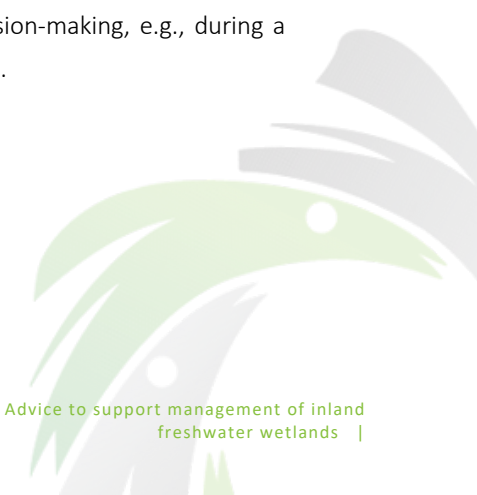 sion-making, e.g., during a
.
Advice to support management of inland
freshwater wetlands |